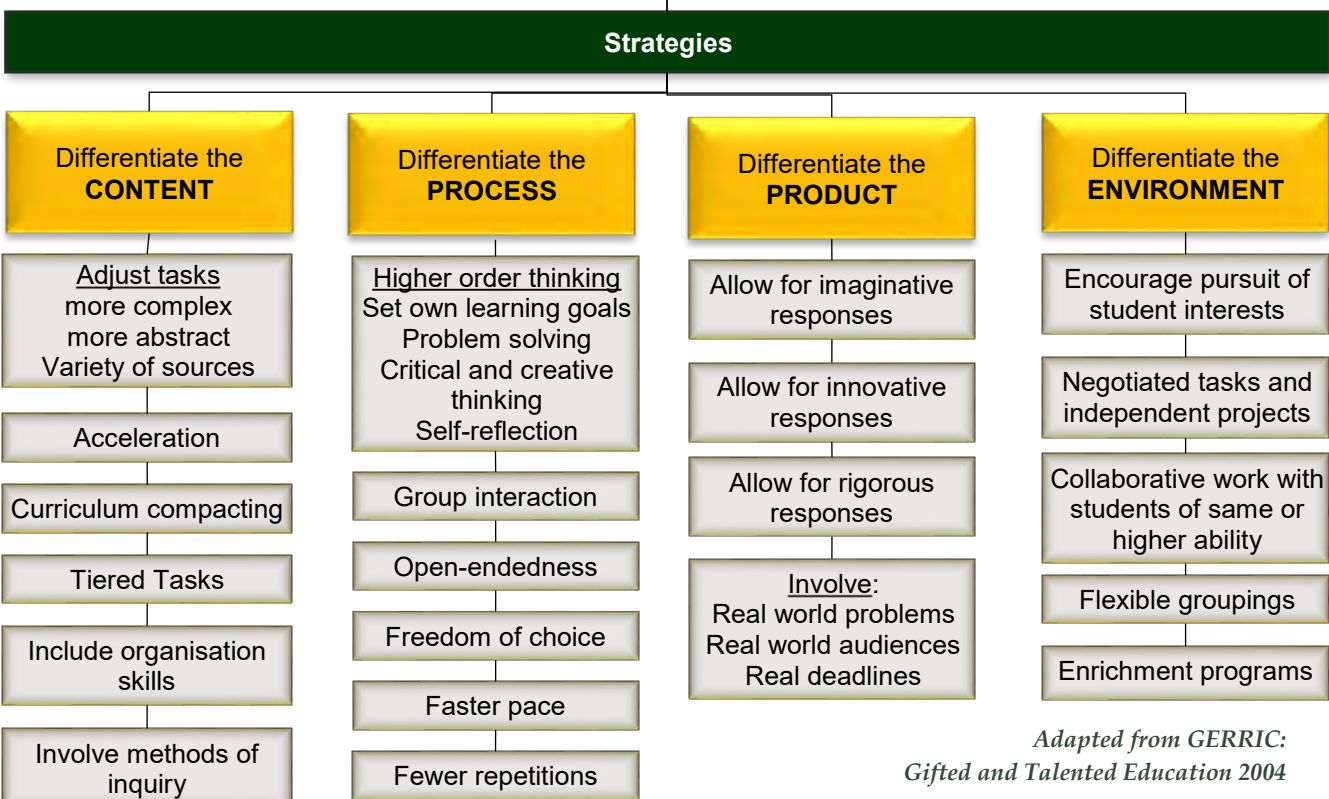 Strategies
Differentiate the
CONTENT
Adjust tasks
more complex
more abstract
Variety of sources
Acceleration
Curriculum compacting
Tiered Tasks
Include organisation
skills
Involve methods of
inquiry
Differentiate the
PROCESS
Higher order thinking
Set own learning goals
Problem solving
Critical and creative
thinking
Self-reflection
Group interaction
Open-endedness
Freedom of choice
Faster pace
Fewer repetitions
Differentiate the
PRODUCT
Allow for imaginative
responses
Allow for innovative
responses
Allow for rigorous
responses
Involve:
Real world problems
Real world audiences
Real deadlines
Differentiate the
ENVIRONMENT
Encourage pursuit of
student interests
Negotiated tasks and
independent projects
Collaborative work with
students of same or
higher ability
Flexible groupings
Enrichment programs
Adapted from GERRIC:
Gifted and Talented Education 2004